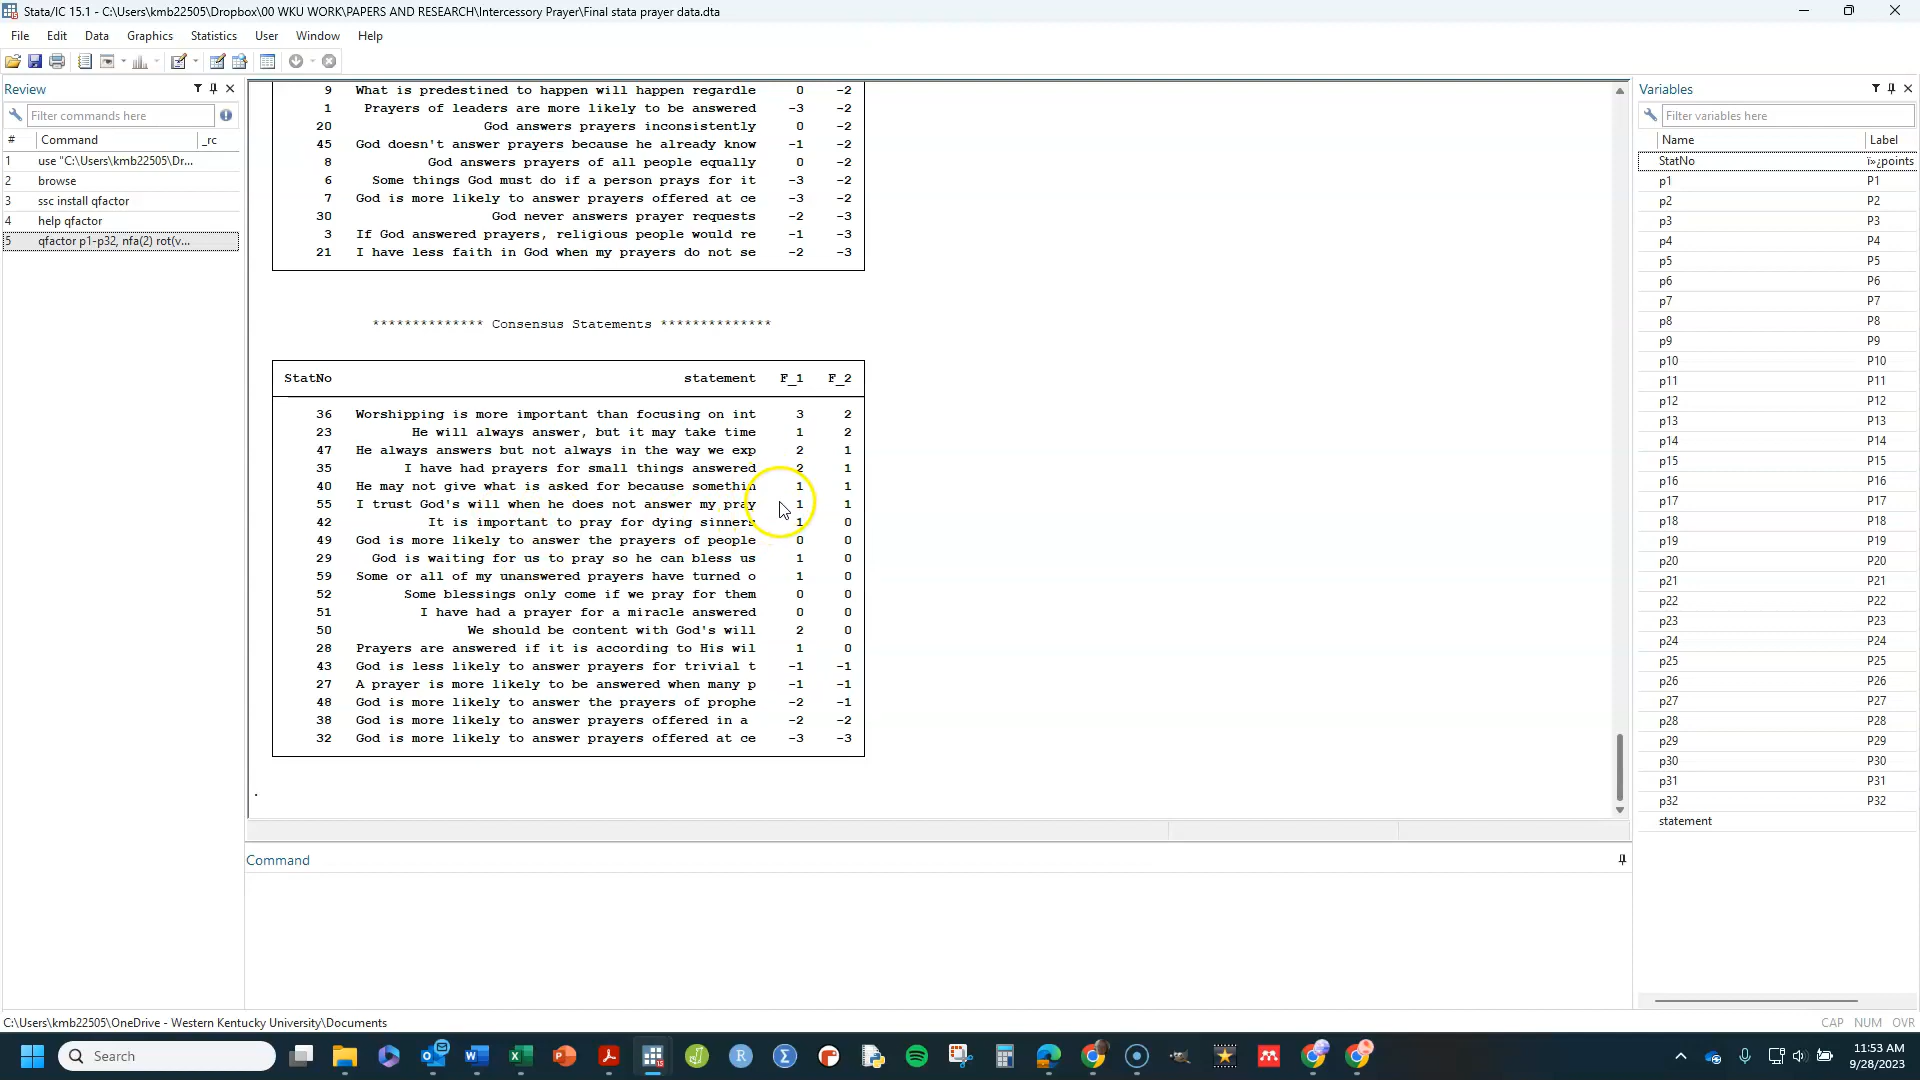 Stata/IC 15.1 - C:\Users\kmb22505\Dropbox\00 WKU WORK\PAPERS AND RESEARCH\Intercessory Prayer\Final stata prayer data.dta
File Edit Data Graphics Statistics User Window Help
Review
Filter commands here
# Command _rc
1 use "C:\Users\kmb22505\Dr...
2 browse
3 ssc install qfactor
4 help qfactor
5 qfactor p1-p32, nfa(2) rot(v...
9 What is predestined to happen will happen regardle 0 -2
1 Prayers of leaders are more likely to be answered -3 -2
20 God answers prayers inconsistently 0 -2
45 God doesn't answer prayers because he already know -1 -2
8 God answers prayers of all people equally 0 -2
6 Some things God must do if a person prays for it -3 -2
7 God is more likely to answer prayers offered at ce -3 -2
30 God never answers prayer requests -2 -3
3 If God answered prayers, religious people would re -1 -3
21 I have less faith in God when my prayers do not se -2 -3
************** Consensus Statements **************
StatNo statement F_1 F_2
36 Worshipping is more important than focusing on int 3 2
23 He will always answer, but it may take time 1 2
47 He always answers but not always in the way we exp 2 1
35 I have had prayers for small things answered 2 1
40 He may not give what is asked for because somethin 1 1
55 I trust God's will when he does not answer my pray 1 1
42 It is important to pray for dying sinners 1 0
49 God is more likely to answer the prayers of people 0 0
29 God is waiting for us to pray so he can bless us 1 0
59 Some or all of my unanswered prayers have turned o 1 0
52 Some blessings only come if we pray for them 0 0
51 I have had a prayer for a miracle answered 0 0
50 We should be content with God's will 2 0
28 Prayers are answered if it is according to His wil 1 0
43 God is less likely to answer prayers for trivial t -1 -1
27 A prayer is more likely to be answered when many p -1 -1
48 God is more likely to answer the prayers of prophe -2 -1
38 God is more likely to answer prayers offered in a -2 -2
32 God is more likely to answer prayers offered at ce -3 -3
.
Command
Variables
Filter variables here
Name Label
StatNo ï»¿points
p1 P1
p2 P2
p3 P3
p4 P4
p5 P5
p6 P6
p7 P7
p8 P8
p9 P9
p10 P10
p11 P11
p12 P12
p13 P13
p14 P14
p15 P15
p16 P16
p17 P17
p18 P18
p19 P19
p20 P20
p21 P21
p22 P22
p23 P23
p24 P24
p25 P25
p26 P26
p27 P27
p28 P28
p29 P29
p30 P30
p31 P31
p32 P32
statement
C:\Users\kmb22505\OneDrive - Western Kentucky University\Documents
CAP NUM OVR
Search
11:53 AM
9/28/2023